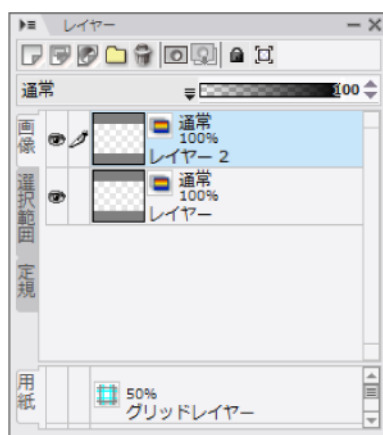 レイヤー
通常
100
画像
通常
100%
レイヤー 2
選択範囲
通常
100%
レイヤー
定規
用紙
50%
グリッドレイヤー